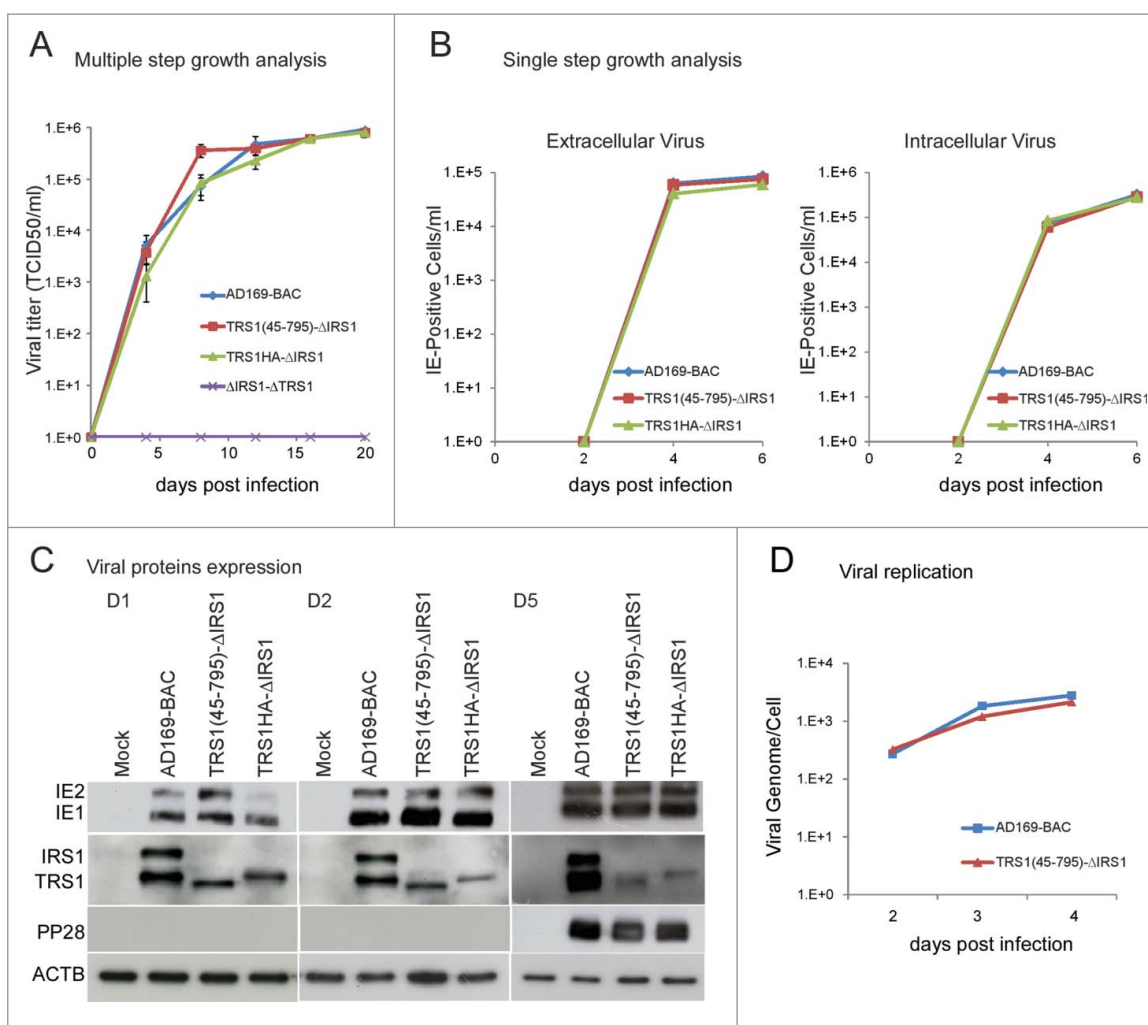 A
Multiple step growth analysis
Viral titer (TCID50/ml)
1.E+6
1.E+5
1.E+4
1.E+3
1.E+2
1.E+1
1.E+0
0 5 10 15 20
days post infection
AD169-BAC
TRS1(45-795)-ΔIRS1
TRS1HA-ΔIRS1
ΔIRS1-ΔTRS1
B
Single step growth analysis
Extracellular Virus
IE-Positive Cells/ml
1.E+5
1.E+4
1.E+3
1.E+2
1.E+1
1.E+0
0 2 4 6
days post infection
AD169-BAC
TRS1(45-795)-ΔIRS1
TRS1HA-ΔIRS1
Intracellular Virus
IE-Positive Cells/ml
1.E+6
1.E+5
1.E+4
1.E+3
1.E+2
1.E+1
1.E+0
0 2 4 6
days post infection
AD169-BAC
TRS1(45-795)-ΔIRS1
TRS1HA-ΔIRS1
C
Viral proteins expression
D1
Mock
AD169-BAC
TRS1(45-795)-ΔIRS1
TRS1HA-ΔIRS1
D2
Mock
AD169-BAC
TRS1(45-795)-ΔIRS1
TRS1HA-ΔIRS1
D5
Mock
AD169-BAC
TRS1(45-795)-ΔIRS1
TRS1HA-ΔIRS1
IE2
IE1
IRS1
TRS1
PP28
ACTB
D
Viral replication
Viral Genome/Cell
1.E+4
1.E+3
1.E+2
1.E+1
1.E+0
2 3 4
days post infection
AD169-BAC
TRS1(45-795)-ΔIRS1